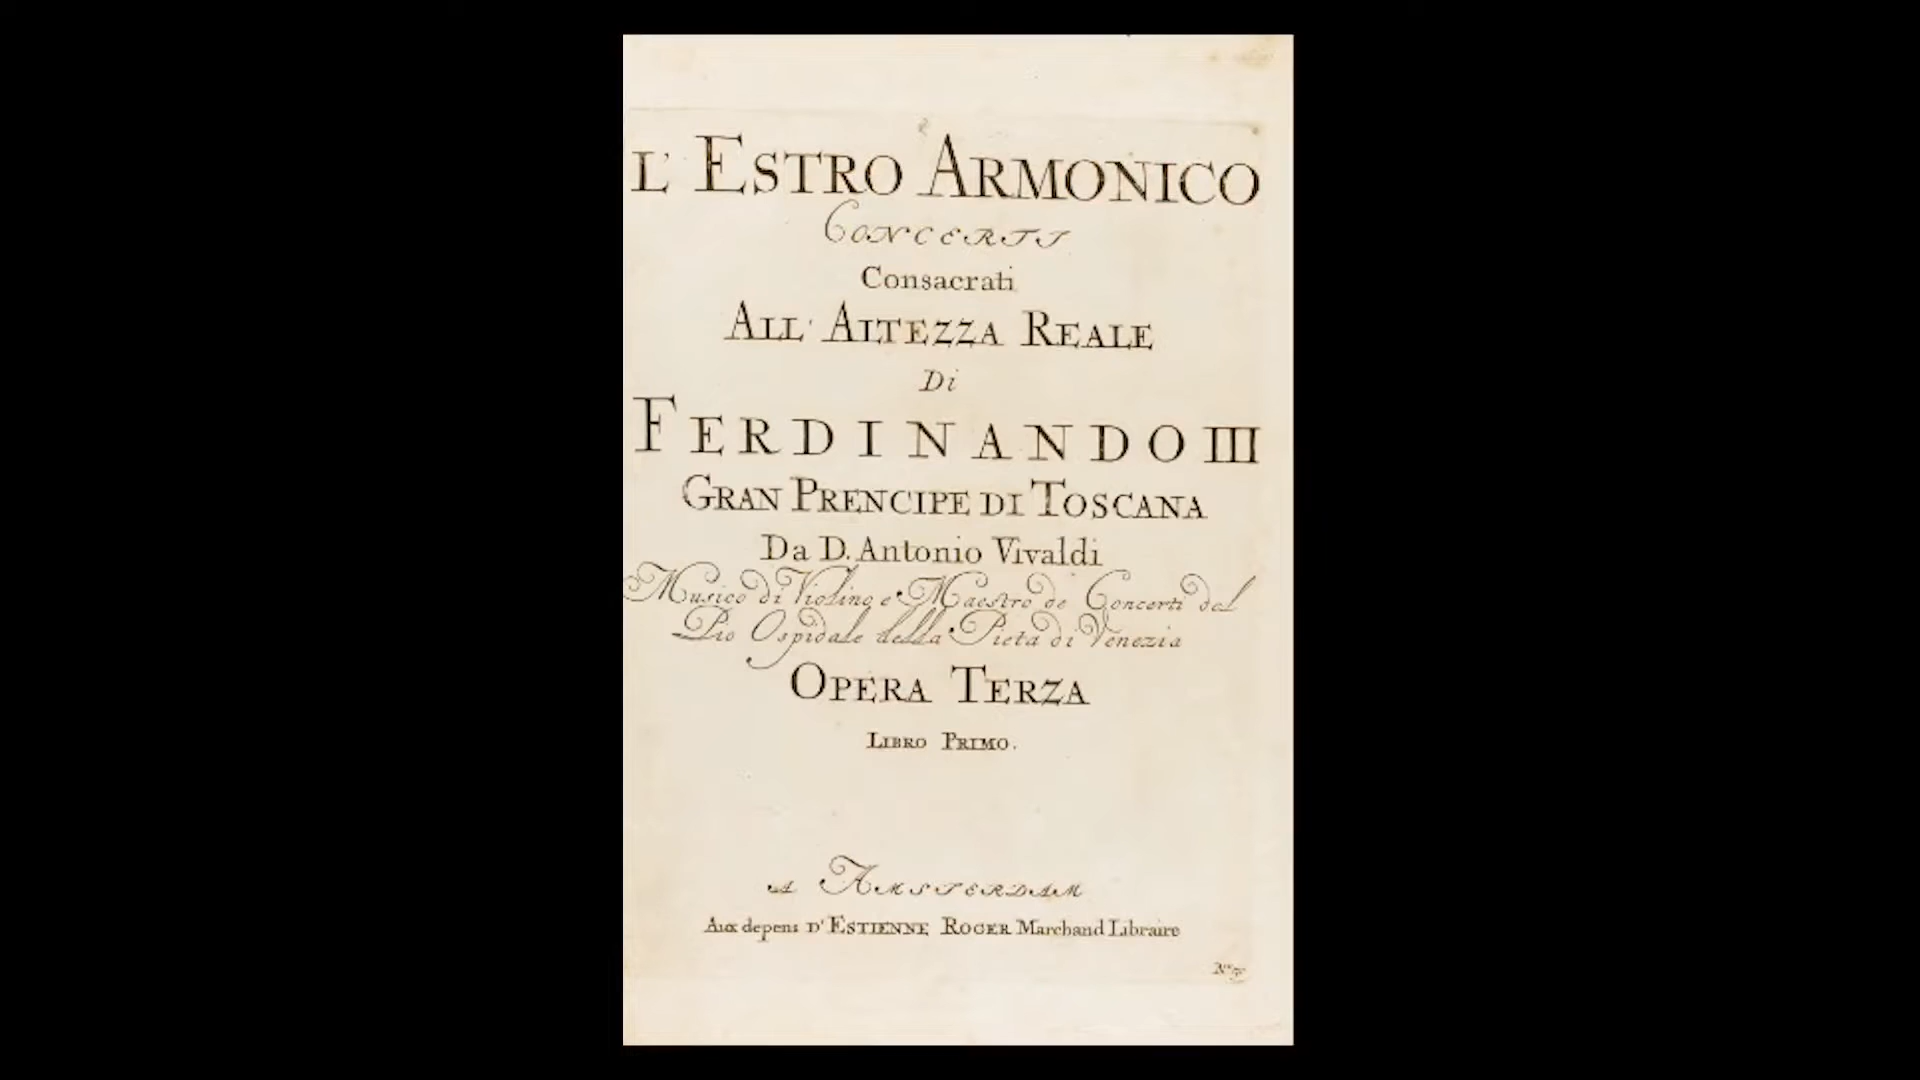 L' ESTRO ARMONICO
CONCERTI
Consacrati
ALL' ALTEZZA REALE
Di
FERDINANDO III
GRAN PRENCIPE DI TOSCANA
Da D. Antonio Vivaldi
Musico di Violino e Maestro de Concerti del
Pio Ospidale della Pieta di Venezia
OPERA TERZA
LIBRO PRIMO.
A AMSTERDAM
Aux depens D'ESTIENNE ROGER Marchand Libraire